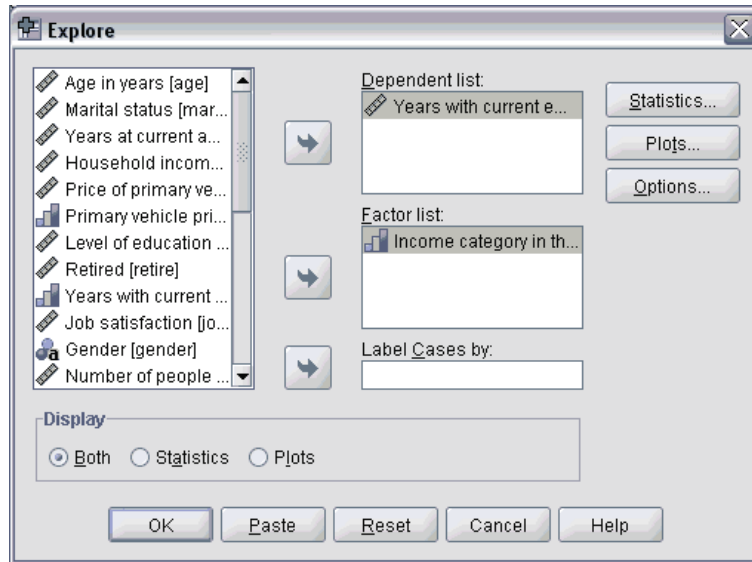 Explore
Age in years [age]
Marital status [mar...
Years at current a...
Household incom...
Price of primary ve...
Primary vehicle pri...
Level of education ...
Retired [retire]
Years with current ...
Job satisfaction [jo...
Gender [gender]
Number of people ...
Dependent list:
Years with current e...
Factor list:
Income category in th...
Label Cases by:
Statistics...
Plots...
Options...
Display
Both Statistics Plots
OK Paste Reset Cancel Help